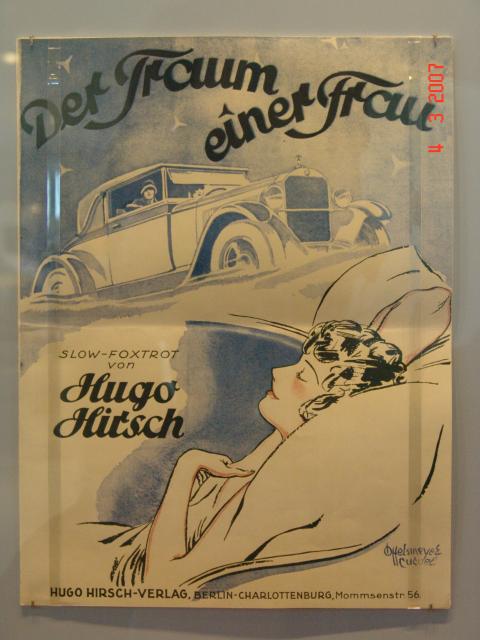 Der Traum
einer Frau
4 3 2007
SLOW-FOXTROT
von
Hugo
Hirsch
HUGO HIRSCH-VERLAG, BERLIN-CHARLOTTENBURG, Mommsenstr. 56.